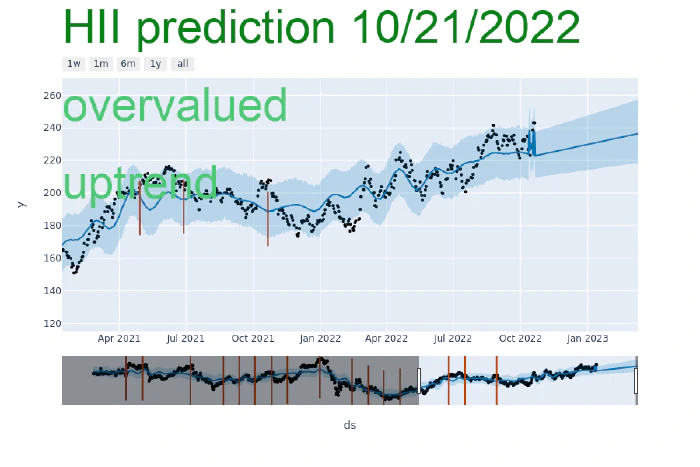 HII prediction 10/21/2022
1w 1m 6m 1y all
overvalued
uptrend
260
240
220
200
180
160
140
120
y
Apr 2021 Jul 2021 Oct 2021 Jan 2022 Apr 2022 Jul 2022 Oct 2022 Jan 2023
ds